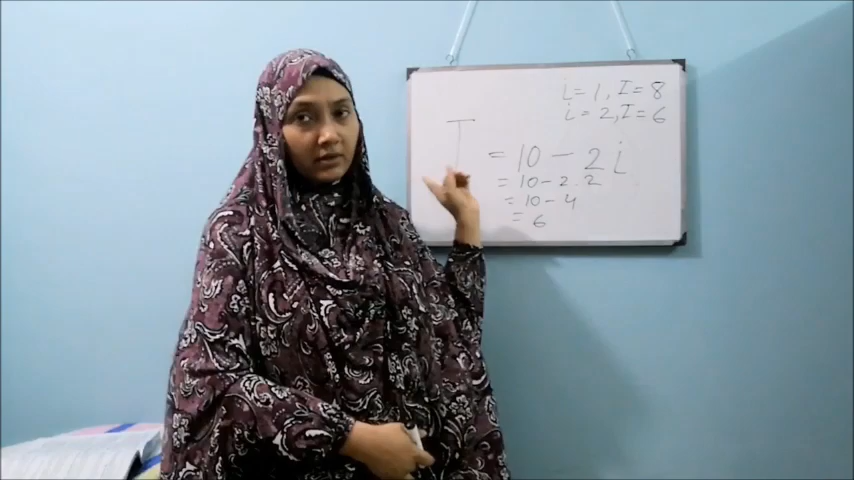 i = 1, I = 8
i = 2, I = 6
I = 10 - 2i
= 10 - 2.2
= 10 - 4
= 6